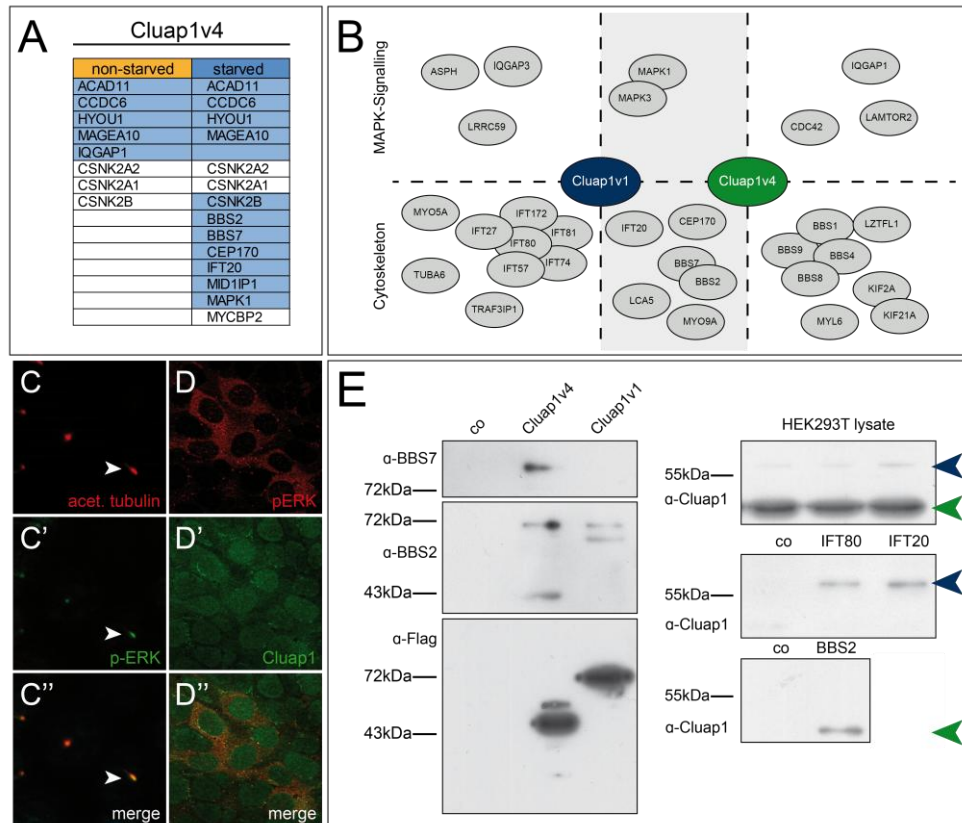 A
Cluap1v4
non-starved starved
ACAD11 ACAD11
CCDC6 CCDC6
HYOU1 HYOU1
MAGEA10 MAGEA10
IQGAP1
CSNK2A2 CSNK2A2
CSNK2A1 CSNK2A1
CSNK2B CSNK2B
BBS2
BBS7
CEP170
IFT20
MID1IP1
MAPK1
MYCBP2
B
MAPK-Signalling
Cytoskeleton
ASPH
IQGAP3
LRRC59
MAPK1
MAPK3
IQGAP1
CDC42
LAMTOR2
Cluap1v1
Cluap1v4
MYO5A
IFT172
IFT27
IFT81
IFT80
IFT74
IFT57
TUBA6
TRAF3IP1
IFT20
CEP170
BBS7
BBS2
LCA5
MYO9A
BBS1
LZTFL1
BBS9
BBS4
BBS8
KIF2A
KIF21A
MYL6
C
acet. tubulin
D
pERK
C'
p-ERK
D'
Cluap1
C''
merge
D''
merge
E
co Cluap1v4 Cluap1v1
α-BBS7
72kDa
72kDa
α-BBS2
43kDa
α-Flag
72kDa
43kDa
HEK293T lysate
55kDa
α-Cluap1
co IFT80 IFT20
55kDa
α-Cluap1
co BBS2
55kDa
α-Cluap1